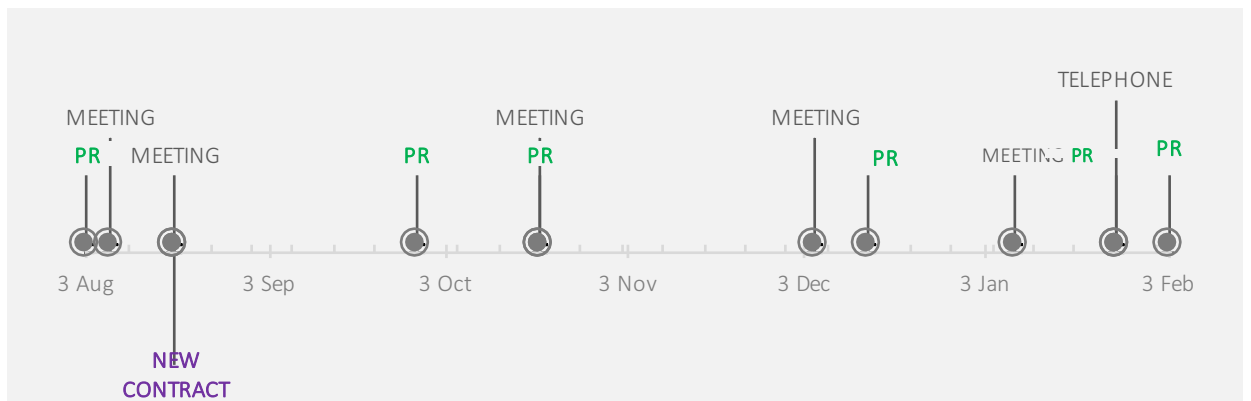 TELEPHONE
MEETING MEETING MEETING
PR MEETING PR PR PR MEETING PR PR
3 Aug 3 Sep 3 Oct 3 Nov 3 Dec 3 Jan 3 Feb
NEW
CONTRACT